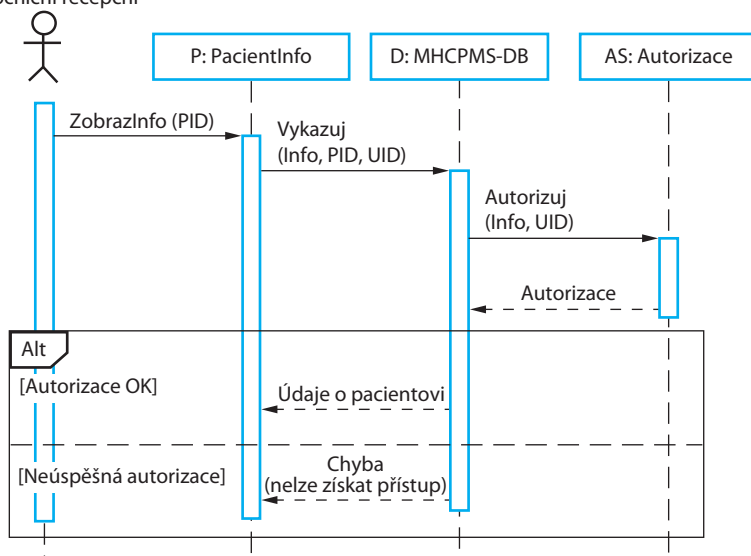 P: PacientInfo
D: MHCPMS-DB
AS: Autorizace
ZobrazInfo (PID)
Vykazuj
(Info, PID, UID)
Autorizuj
(Info, UID)
Autorizace
Alt
[Autorizace OK]
Údaje o pacientovi
[Neúspěšná autorizace]
Chyba
(nelze získat přístup)